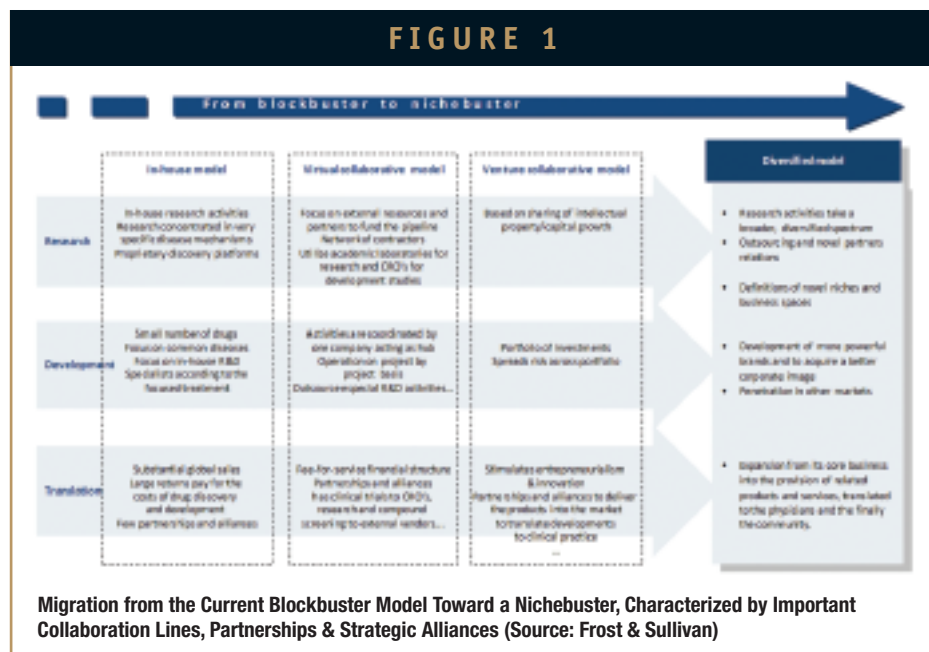 FIGURE 1
From blockbuster to nichebuster
In-house model
Virtual collaborative model
Venture collaborative model
Diversified model
Research
In-house research activities
Research concentrated in very
specific disease mechanisms
Proprietary discovery platforms
Focus on external resources and
partners to fund the pipeline
Network of contractors
Utilise academic laboratories for
research and CRO's for
development studies
Based on sharing of intellectual
property/capital growth
• Research activities take a
broader, diversified spectrum
• Outsourcing and novel partners
relations
• Definitions of novel niches and
business spaces
Development
Small number of drugs
Focus on common diseases
Focus on in-house R&D
Specialists according to the
focused treatment
Activities are coordinated by
one company acting as hub
Operation on project by
project basis
Outsource special R&D activities...
Portfolio of investments
Spreads risk across portfolio
• Development of more powerful
brands and to acquire a better
corporate image
• Penetration in other markets
Translation
Substantial global sales
Large returns pay for the
costs of drug discovery
and development
Few partnerships and alliances
Fee-for-service financial structure
Partnerships and alliances
has clinical trials to CRO's,
research and compound
screening to external vendors...
Stimulates entrepreneurialism
& innovation
Partnerships and alliances to deliver
the products into the market
to translate developments
to clinical practice
...
• Expansion from its core business
into the provision of related
products and services, translated
to the physicians and the finally
the community.
Migration from the Current Blockbuster Model Toward a Nichebuster, Characterized by Important
Collaboration Lines, Partnerships & Strategic Alliances (Source: Frost & Sullivan)